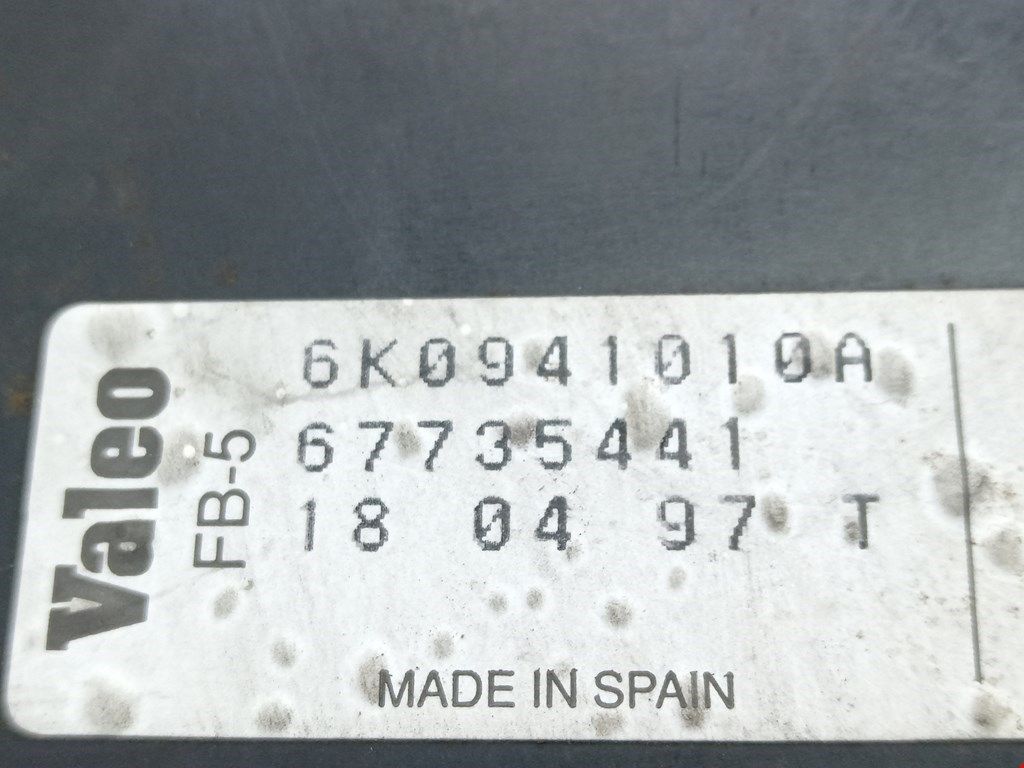 Valeo
FB-5
6K0941010A
67735441
18 04 97 T
MADE IN SPAIN